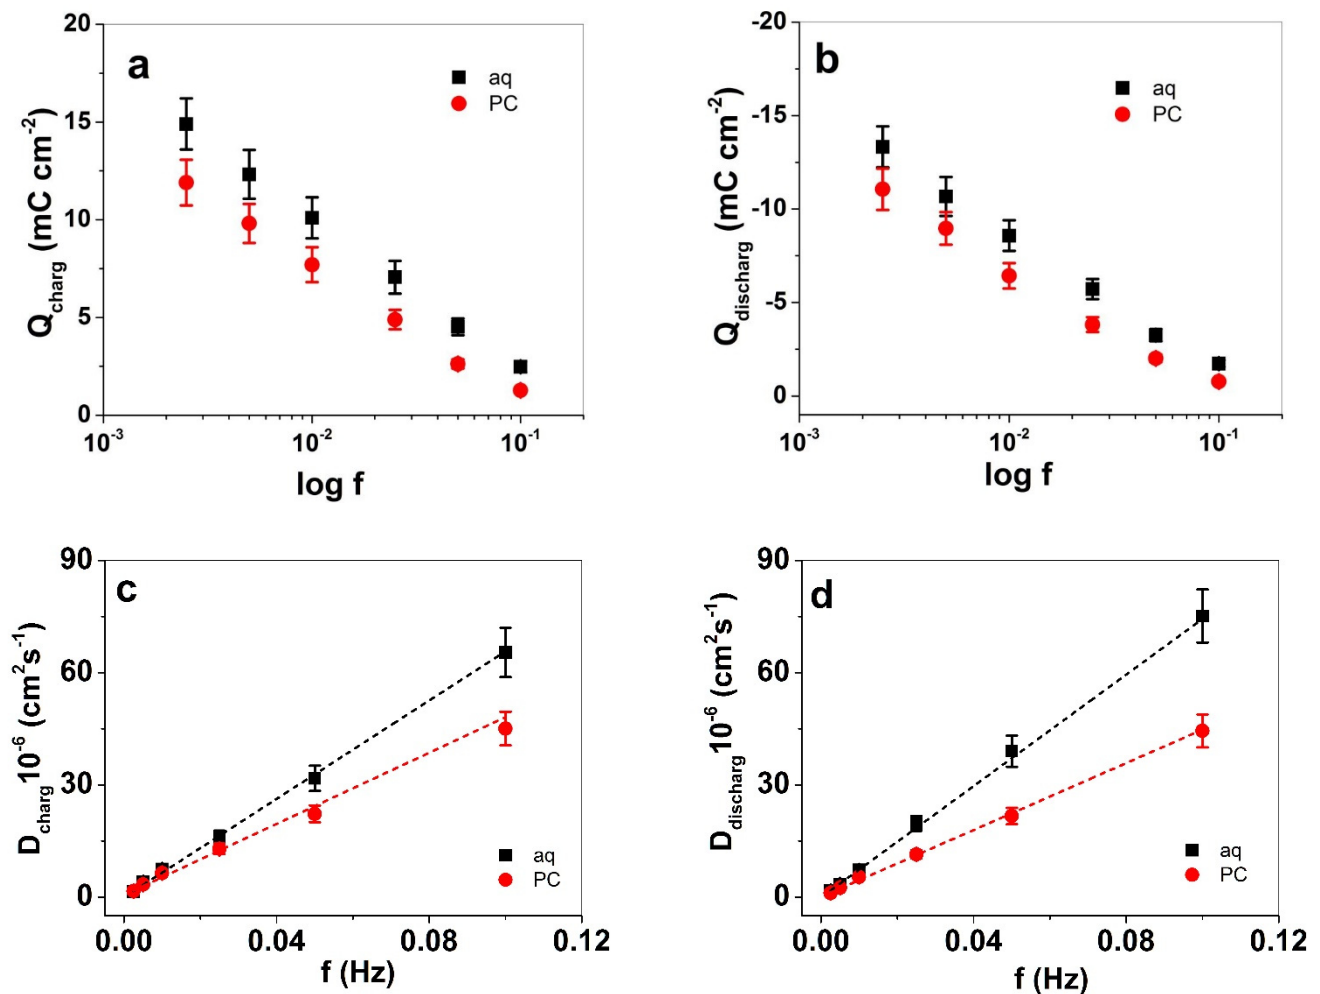 a
aq
PC
20
15
10
5
0
Q_charg (mC cm^-2)
10^-3
10^-2
10^-1
log f
b
aq
PC
-20
-15
-10
-5
0
Q_discharg (mC cm^-2)
10^-3
10^-2
10^-1
log f
c
90
60
30
0
D_charg 10^-6 (cm^2s^-1)
aq
PC
0.00
0.04
0.08
0.12
f (Hz)
d
90
60
30
0
D_discharg 10^-6 (cm^2s^-1)
aq
PC
0.00
0.04
0.08
0.12
f (Hz)